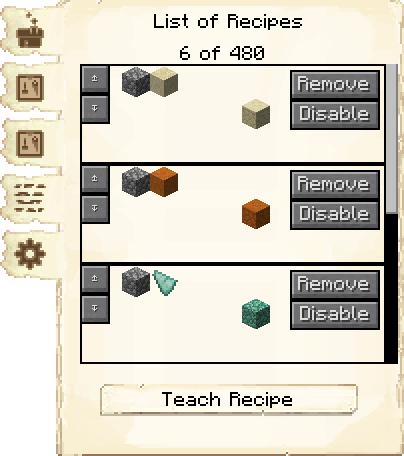 List of Recipes
6 of 480
Remove
Disable
Remove
Disable
Remove
Disable
Teach Recipe